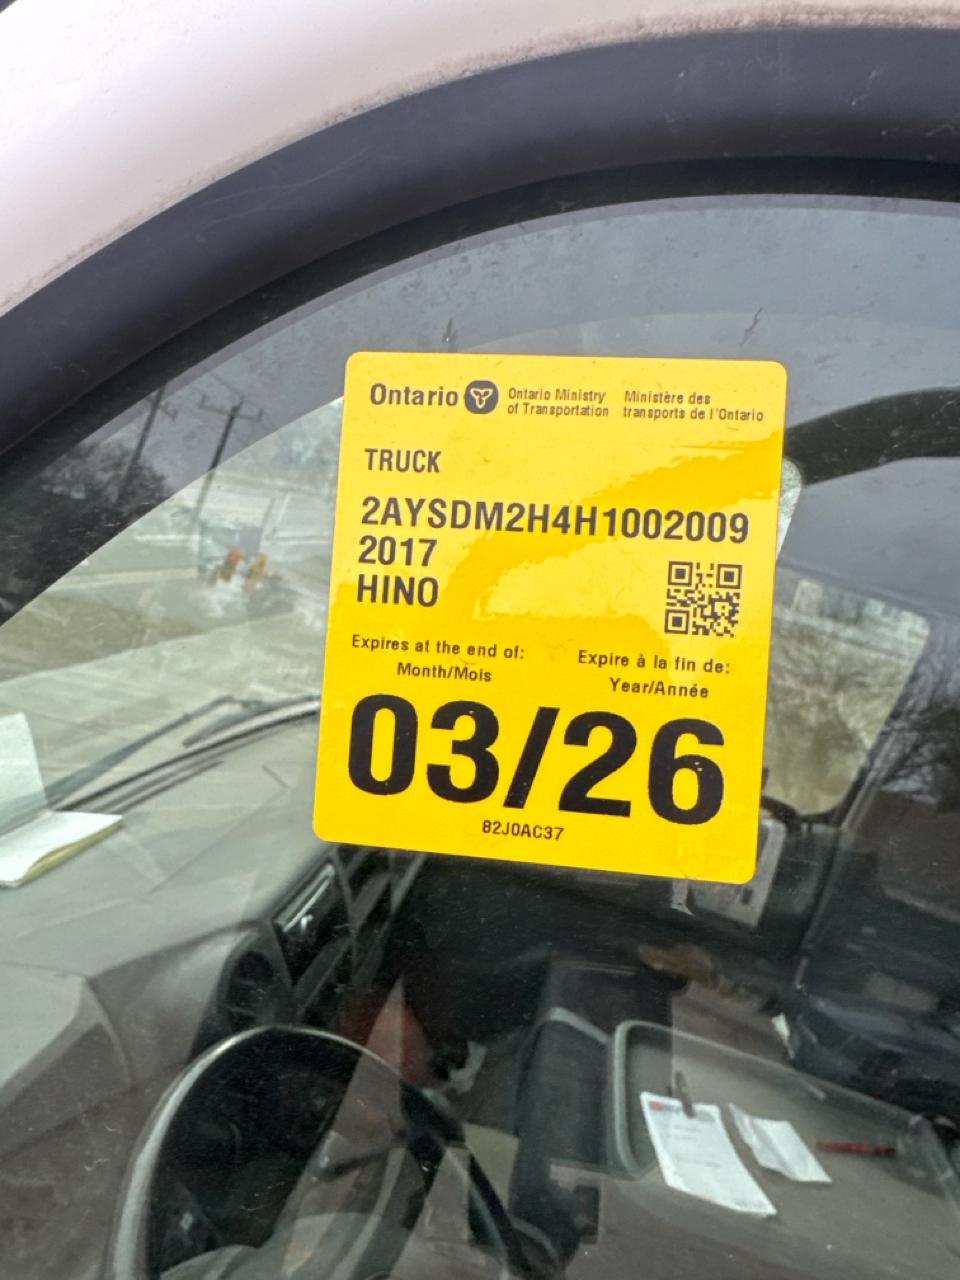 Ontario Ontario Ministry of Transportation Ministère des transports de l'Ontario
TRUCK
2AYSDM2H4H1002009
2017
HINO
Expires at the end of:
Month/Mois
Expire à la fin de:
Year/Année
03/26
82J0AC37